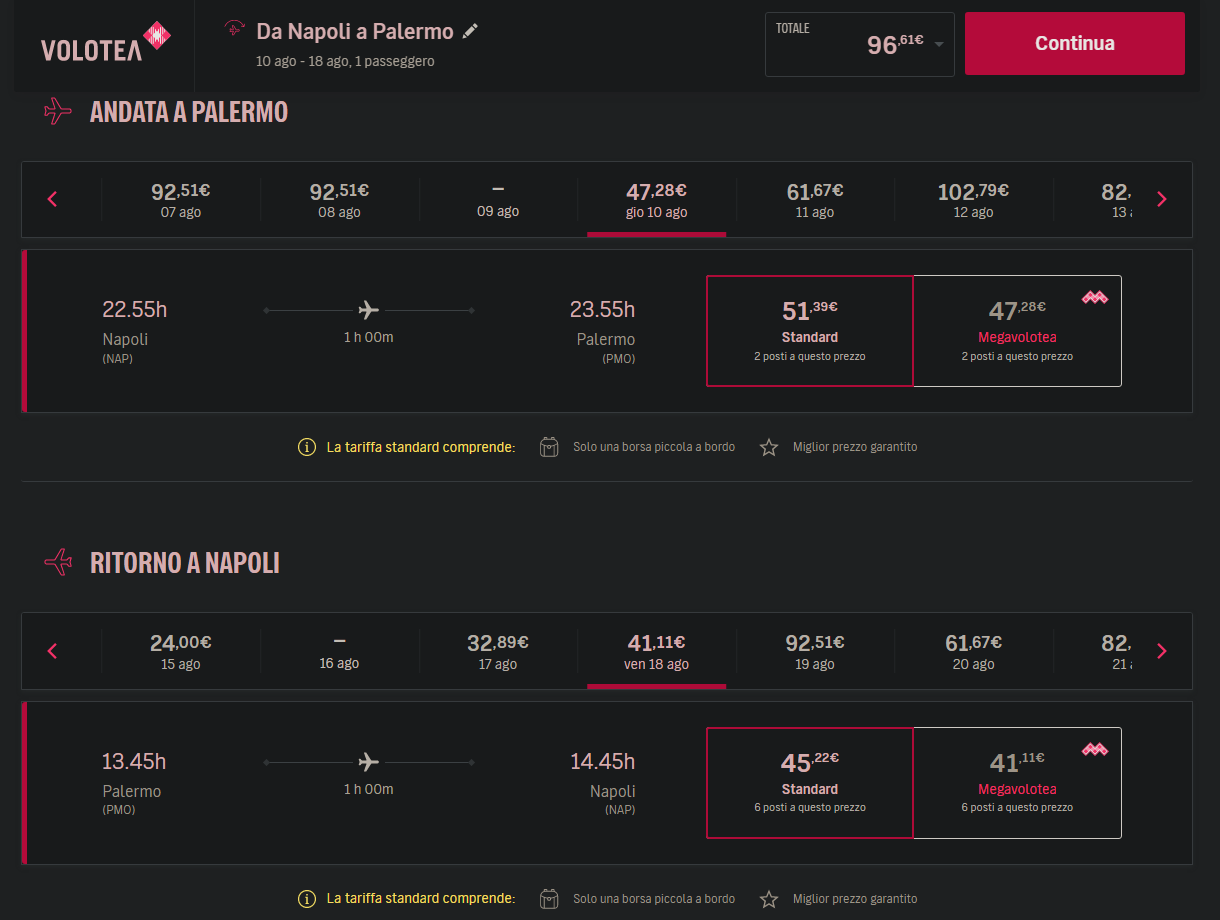 VOLOTEA
Da Napoli a Palermo
10 ago - 18 ago, 1 passeggero
TOTALE
96,61€
Continua
ANDATA A PALERMO
92,51€ 92,51€ – 47,28€ 61,67€ 102,79€ 82,
07 ago 08 ago 09 ago gio 10 ago 11 ago 12 ago 13
22.55h 23.55h
Napoli 1 h 00m Palermo
(NAP) (PMO)
51,39€ 47,28€
Standard Megavolotea
2 posti a questo prezzo 2 posti a questo prezzo
La tariffa standard comprende: Solo una borsa piccola a bordo Miglior prezzo garantito
RITORNO A NAPOLI
24,00€ – 32,89€ 41,11€ 92,51€ 61,67€ 82,
15 ago 16 ago 17 ago ven 18 ago 19 ago 20 ago 21
13.45h 14.45h
Palermo 1 h 00m Napoli
(PMO) (NAP)
45,22€ 41,11€
Standard Megavolotea
6 posti a questo prezzo 6 posti a questo prezzo
La tariffa standard comprende: Solo una borsa piccola a bordo Miglior prezzo garantito